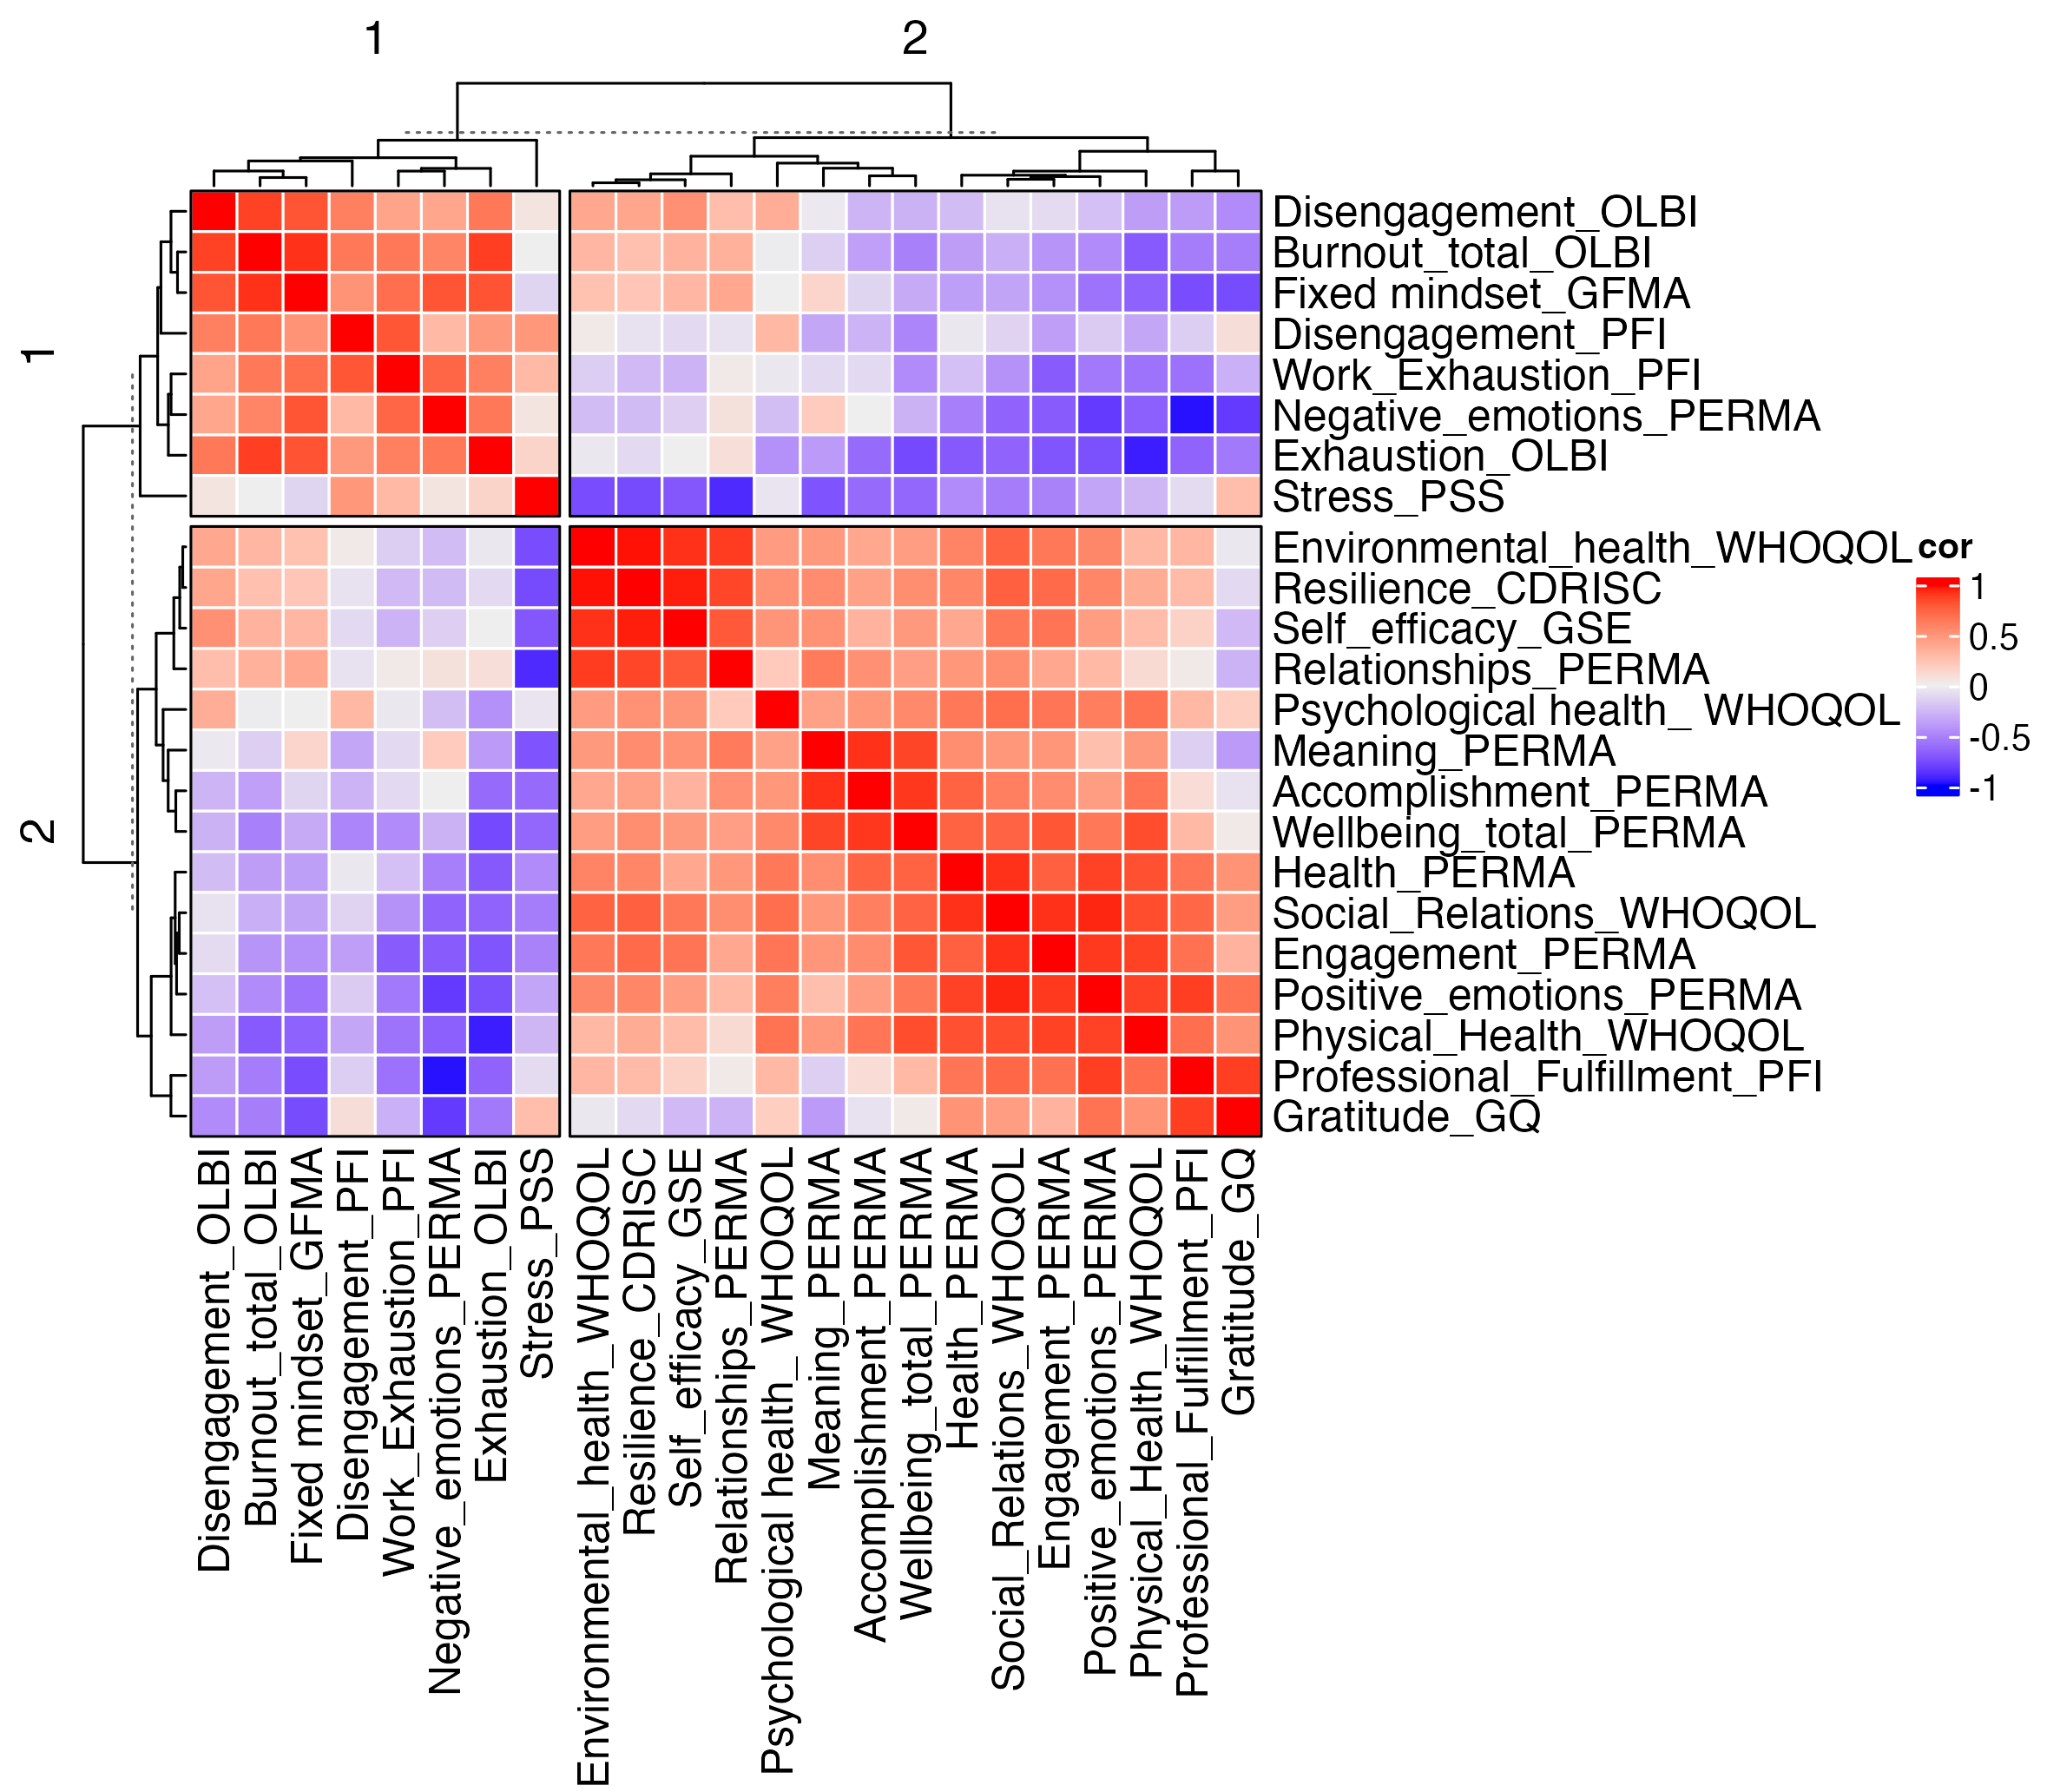 1
2
1
2
Disengagement_OLBI
Burnout_total_OLBI
Fixed mindset_GFMA
Disengagement_PFI
Work_Exhaustion_PFI
Negative_emotions_PERMA
Exhaustion_OLBI
Stress_PSS
Environmental_health_WHOQOL
Resilience_CDRISC
Self_efficacy_GSE
Relationships_PERMA
Psychological health_ WHOQOL
Meaning_PERMA
Accomplishment_PERMA
Wellbeing_total_PERMA
Health_PERMA
Social_Relations_WHOQOL
Engagement_PERMA
Positive_emotions_PERMA
Physical_Health_WHOQOL
Professional_Fulfillment_PFI
Gratitude_GQ
cor
1
0.5
0
-0.5
-1
Disengagement_OLBI
Burnout_total_OLBI
Fixed mindset_GFMA
Disengagement_PFI
Work_Exhaustion_PFI
Negative_emotions_PERMA
Exhaustion_OLBI
Stress_PSS
Environmental_health_WHOQOL
Resilience_CDRISC
Self_efficacy_GSE
Relationships_PERMA
Psychological health_ WHOQOL
Meaning_PERMA
Accomplishment_PERMA
Wellbeing_total_PERMA
Health_PERMA
Social_Relations_WHOQOL
Engagement_PERMA
Positive_emotions_PERMA
Physical_Health_WHOQOL
Professional_Fulfillment_PFI
Gratitude_GQ